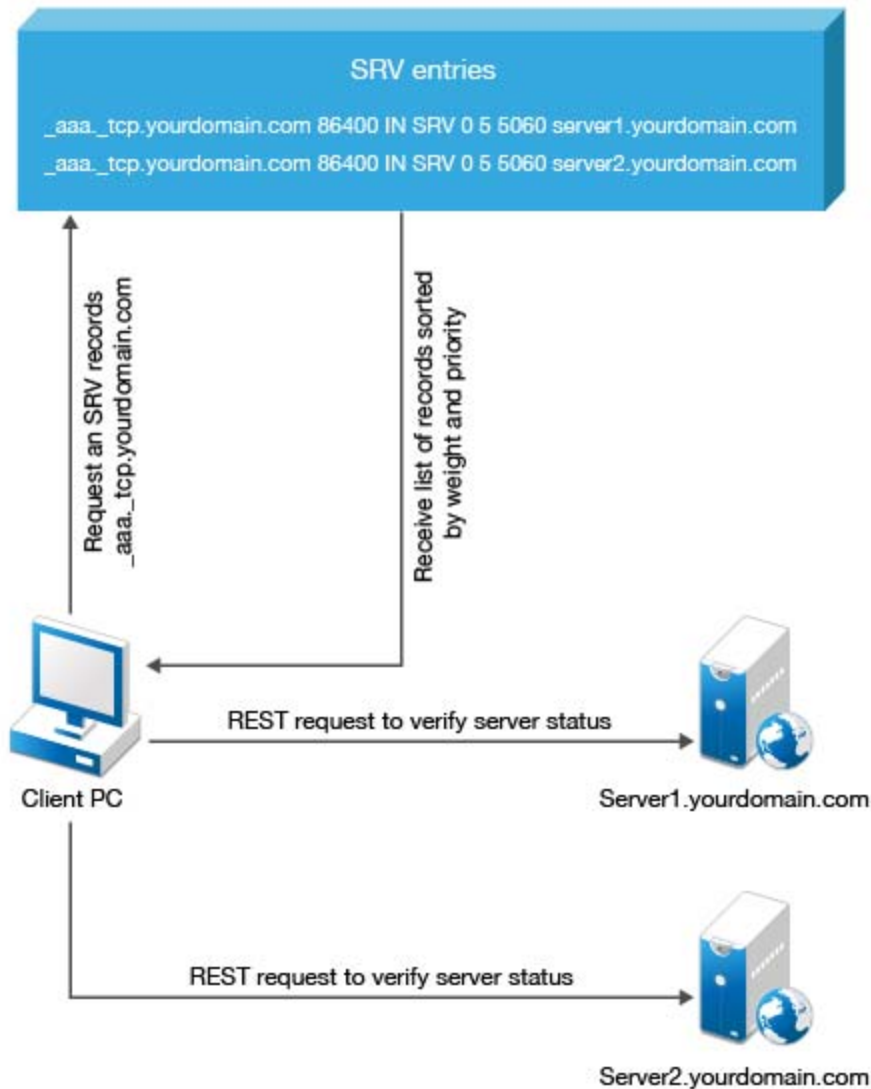 SRV entries
_aaa._tcp.yourdomain.com 86400 IN SRV 0 5 5060 server1.yourdomain.com
_aaa._tcp.yourdomain.com 86400 IN SRV 0 5 5060 server2.yourdomain.com
Request an SRV records
_aaa._tcp.yourdomain.com
Receive list of records sorted
by weight and priority
REST request to verify server status
Client PC
Server1.yourdomain.com
REST request to verify server status
Server2.yourdomain.com